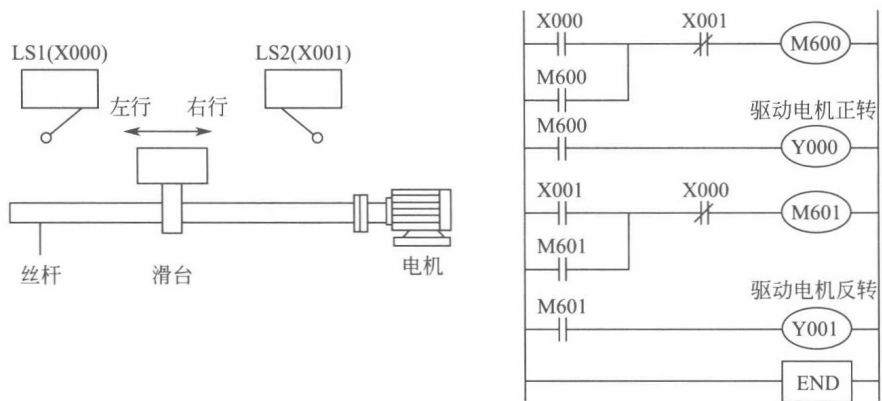 LS1(X000)
LS2(X001)
左行
右行
丝杆
滑台
电机
X000
X001
M600
M600
M600
驱动电机正转
Y000
X001
X000
M601
M601
驱动电机反转
M601
Y001
END